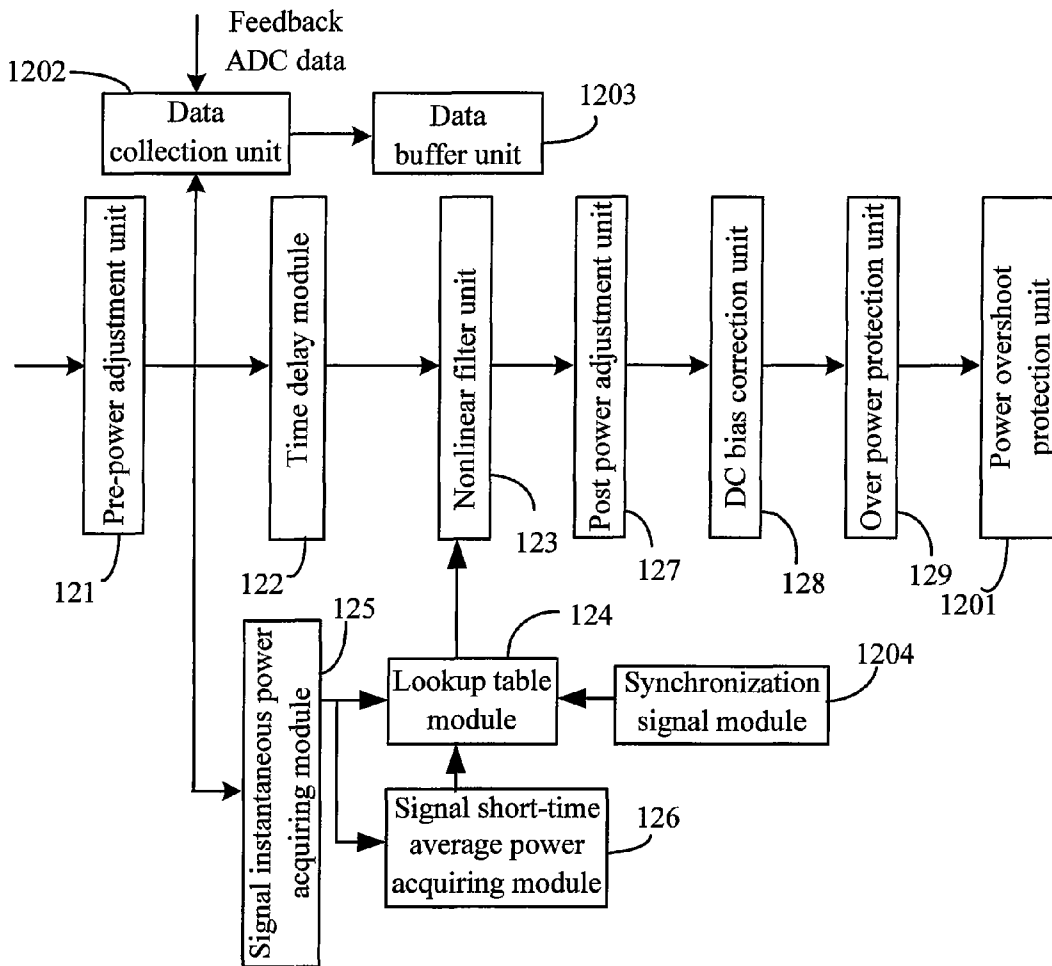 Feedback
ADC data
1202
Data
collection unit
Data
buffer unit
1203
Pre-power adjustment unit
121
Time delay module
122
Nonlinear filter unit
123
Post power adjustment unit
127
DC bias correction unit
128
Over power protection unit
129
Power overshoot
protection unit
1201
Signal instantaneous power
acquiring module
125
Lookup table
module
124
Synchronization
signal module
1204
Signal short-time
average power
acquiring module
126